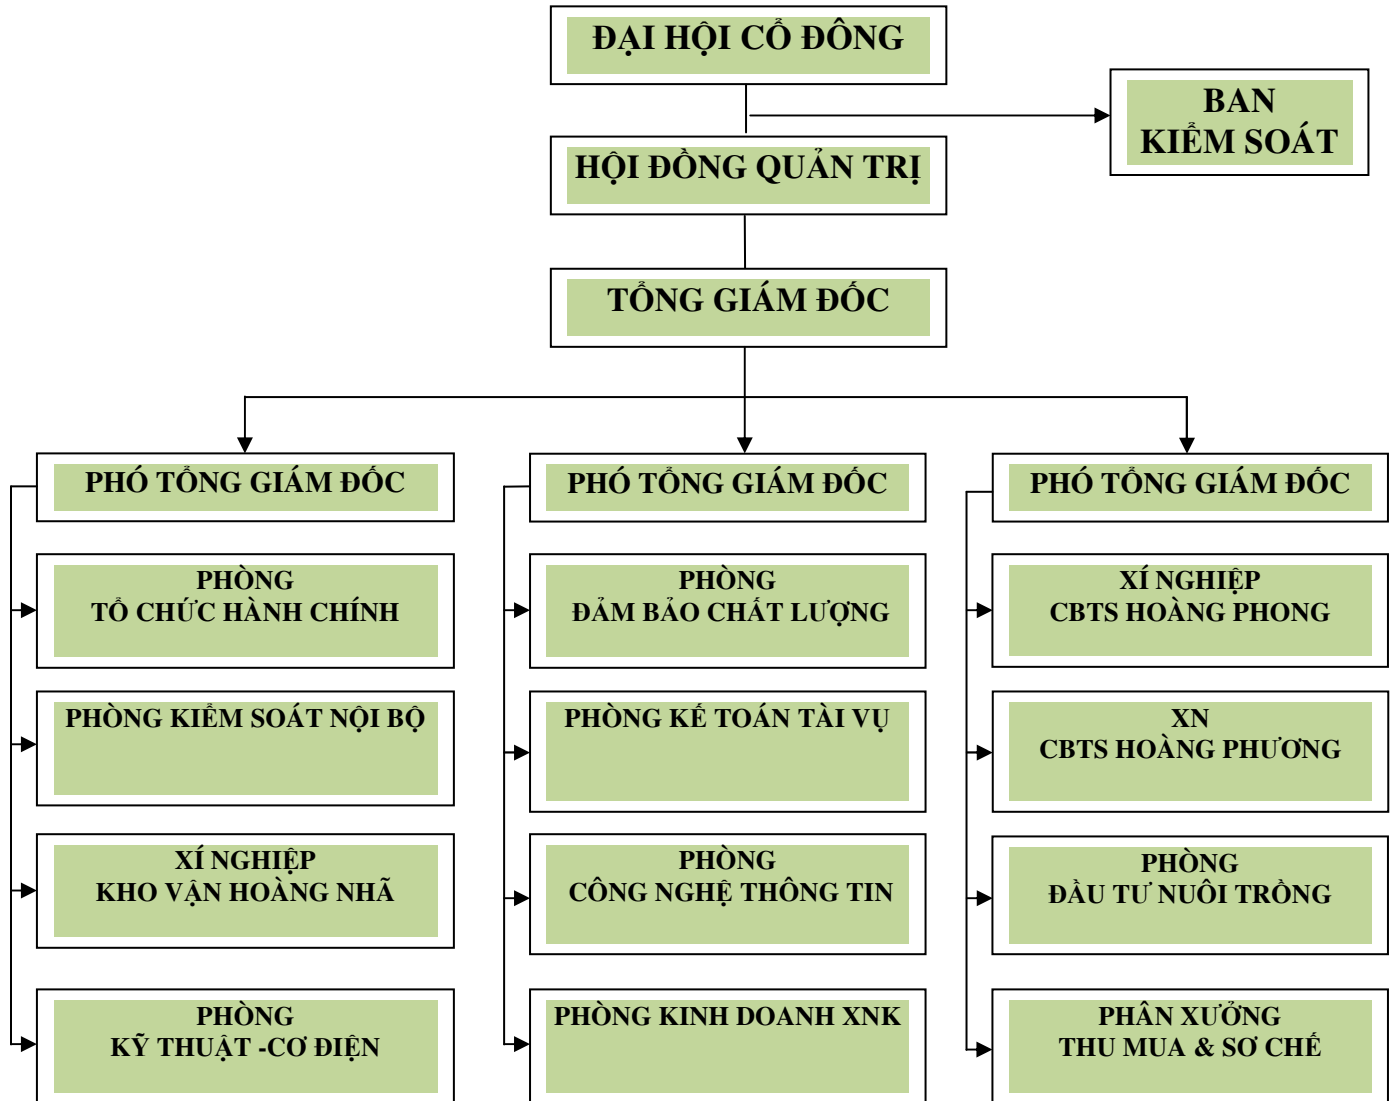 ĐẠI HỘI CỔ ĐÔNG
BAN
KIỂM SOÁT
HỘI ĐỒNG QUẢN TRỊ
TỔNG GIÁM ĐỐC
PHÓ TỔNG GIÁM ĐỐC
PHÓ TỔNG GIÁM ĐỐC
PHÓ TỔNG GIÁM ĐỐC
PHÒNG
TỔ CHỨC HÀNH CHÍNH
PHÒNG
ĐẢM BẢO CHẤT LƯỢNG
XÍ NGHIỆP
CBTS HOÀNG PHONG
PHÒNG KIỂM SOÁT NỘI BỘ
PHÒNG KẾ TOÁN TÀI VỤ
XN
CBTS HOÀNG PHƯƠNG
XÍ NGHIỆP
KHO VẬN HOÀNG NHÃ
PHÒNG
CÔNG NGHỆ THÔNG TIN
PHÒNG
ĐẦU TƯ NUÔI TRỒNG
PHÒNG
KỸ THUẬT -CƠ ĐIỆN
PHÒNG KINH DOANH XNK
PHÂN XƯỞNG
THU MUA & SƠ CHẾ